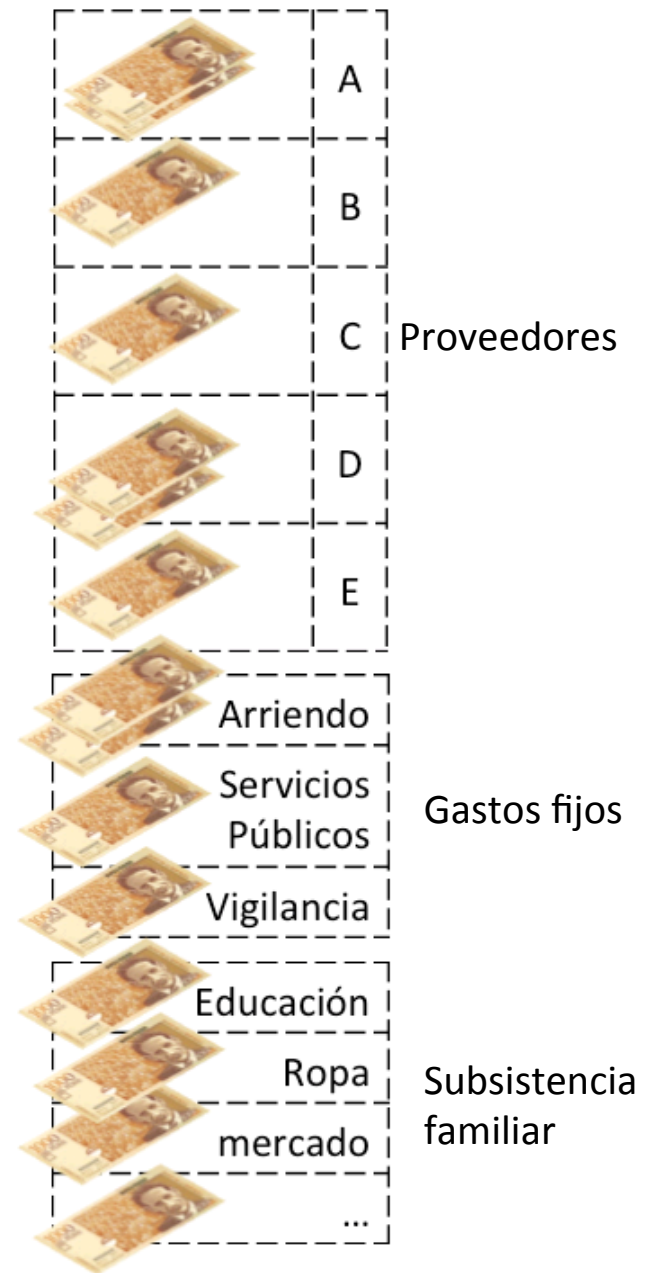 A
B
C
Proveedores
D
E
Arriendo
Servicios
Públicos
Gastos fijos
Vigilancia
Educación
Ropa
Subsistencia
familiar
mercado
...